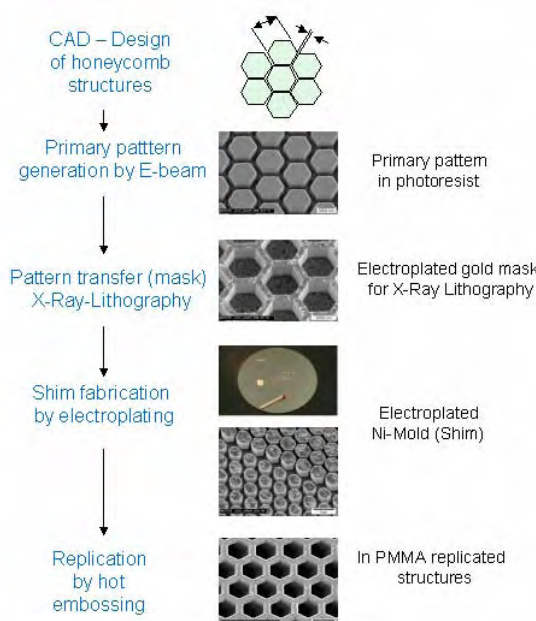 CAD – Design
of honeycomb
structures
Primary patttern
generation by E-beam
Primary pattern
in photoresist
Pattern transfer (mask)
X-Ray-Lithography
Electroplated gold mask
for X-Ray Lithography
Shim fabrication
by electroplating
Electroplated
Ni-Mold (Shim)
Replication
by hot
embossing
In PMMA replicated
structures